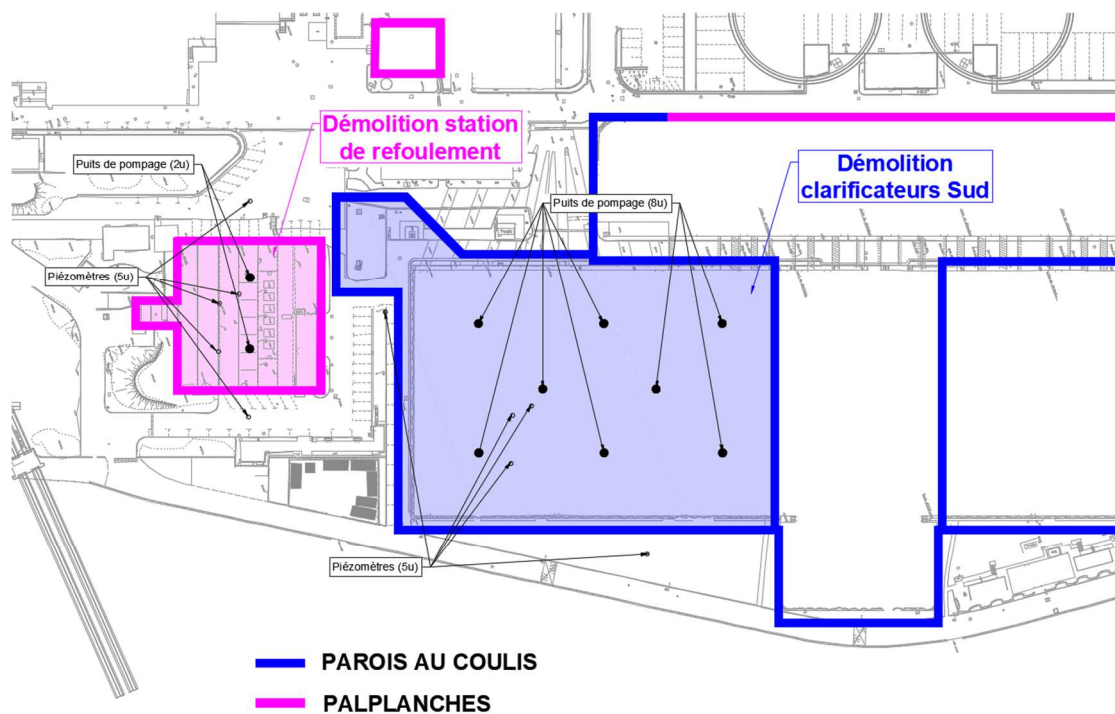 Démolition station
de refoulement
Puits de pompage (2u)
Démolition
clarificateurs Sud
Puits de pompage (8u)
Piézomètres (5u)
Piézomètres (5u)
PAROIS AU COULIS
PALPLANCHES